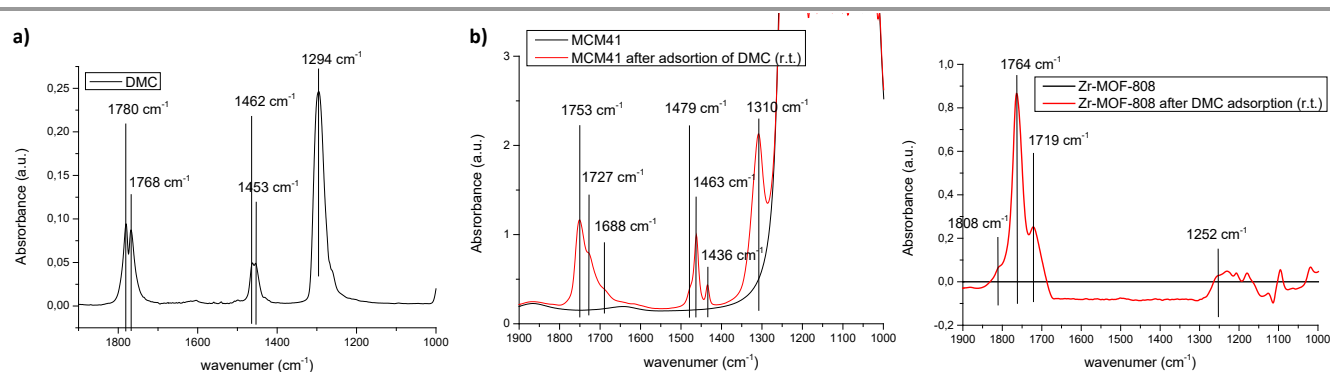 a)
DMC
1780 cm-1
1768 cm-1
1462 cm-1
1453 cm-1
1294 cm-1
0,25
0,20
0,15
0,10
0,05
0,00
Absrorbance (a.u.)
1800 1600 1400 1200 1000
wavenumer (cm-1)
b)
MCM41
MCM41 after adsortion of DMC (r.t.)
1753 cm-1
1727 cm-1
1688 cm-1
1479 cm-1
1463 cm-1
1436 cm-1
1310 cm-1
3
2
1
0
Absrorbance (a.u.)
1900 1800 1700 1600 1500 1400 1300 1200 1100 1000
wavenumer (cm-1)
Zr-MOF-808
Zr-MOF-808 after DMC adsorption (r.t.)
1764 cm-1
1719 cm-1
1808 cm-1
1252 cm-1
1,0
0,8
0,6
0,4
0,2
0,0
-0,2
Absrorbance (a.u.)
1900 1800 1700 1600 1500 1400 1300 1200 1100 1000
wavenumer (cm-1)